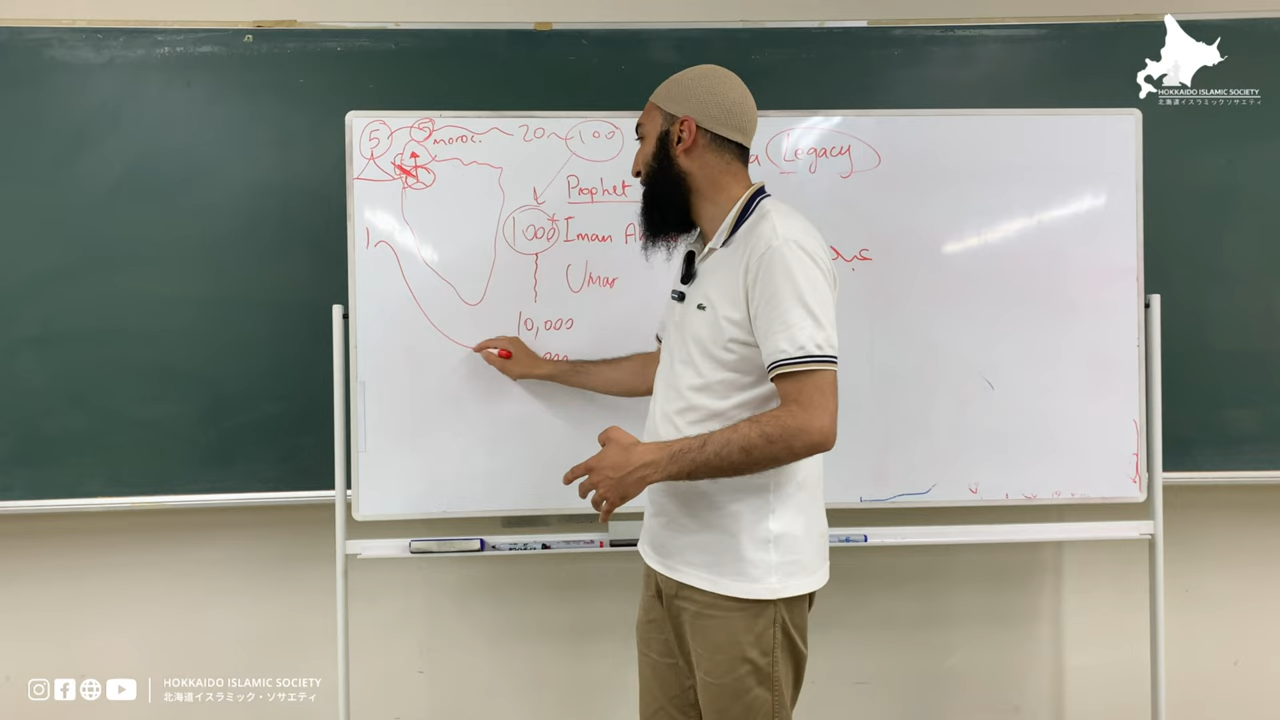 HOKKAIDO ISLAMIC SOCIETY
北海道イスラミックソサエティ
5 5 moroc. 20 100
a Legacy
Prophet
1000 Imam
Umar
عبد
10,000
HOKKAIDO ISLAMIC SOCIETY
北海道イスラミック・ソサエティ